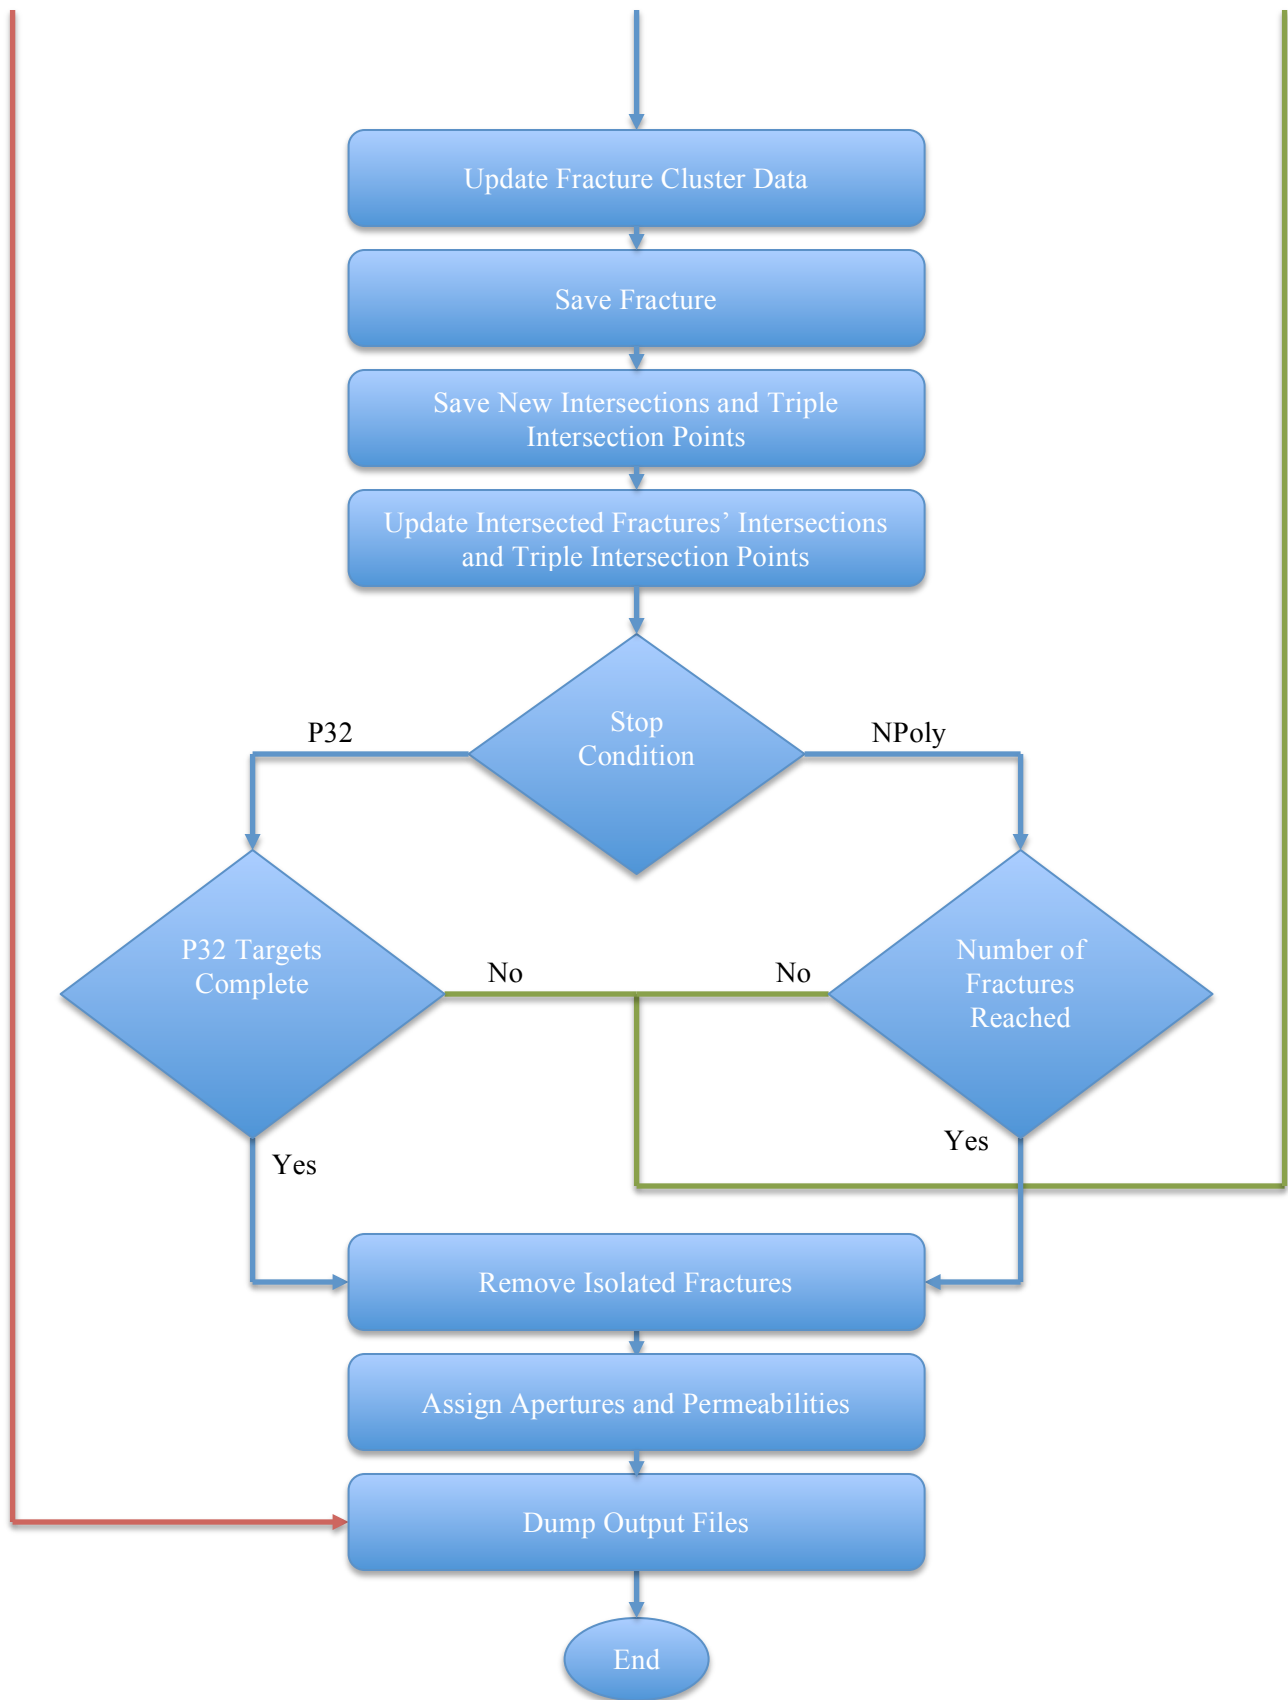 Update Fracture Cluster Data
Save Fracture
Save New Intersections and Triple
Intersection Points
Update Intersected Fractures’ Intersections
and Triple Intersection Points
Stop
Condition
P32
NPoly
P32 Targets
Complete
No
No
Number of
Fractures
Reached
Yes
Yes
Remove Isolated Fractures
Assign Apertures and Permeabilities
Dump Output Files
End